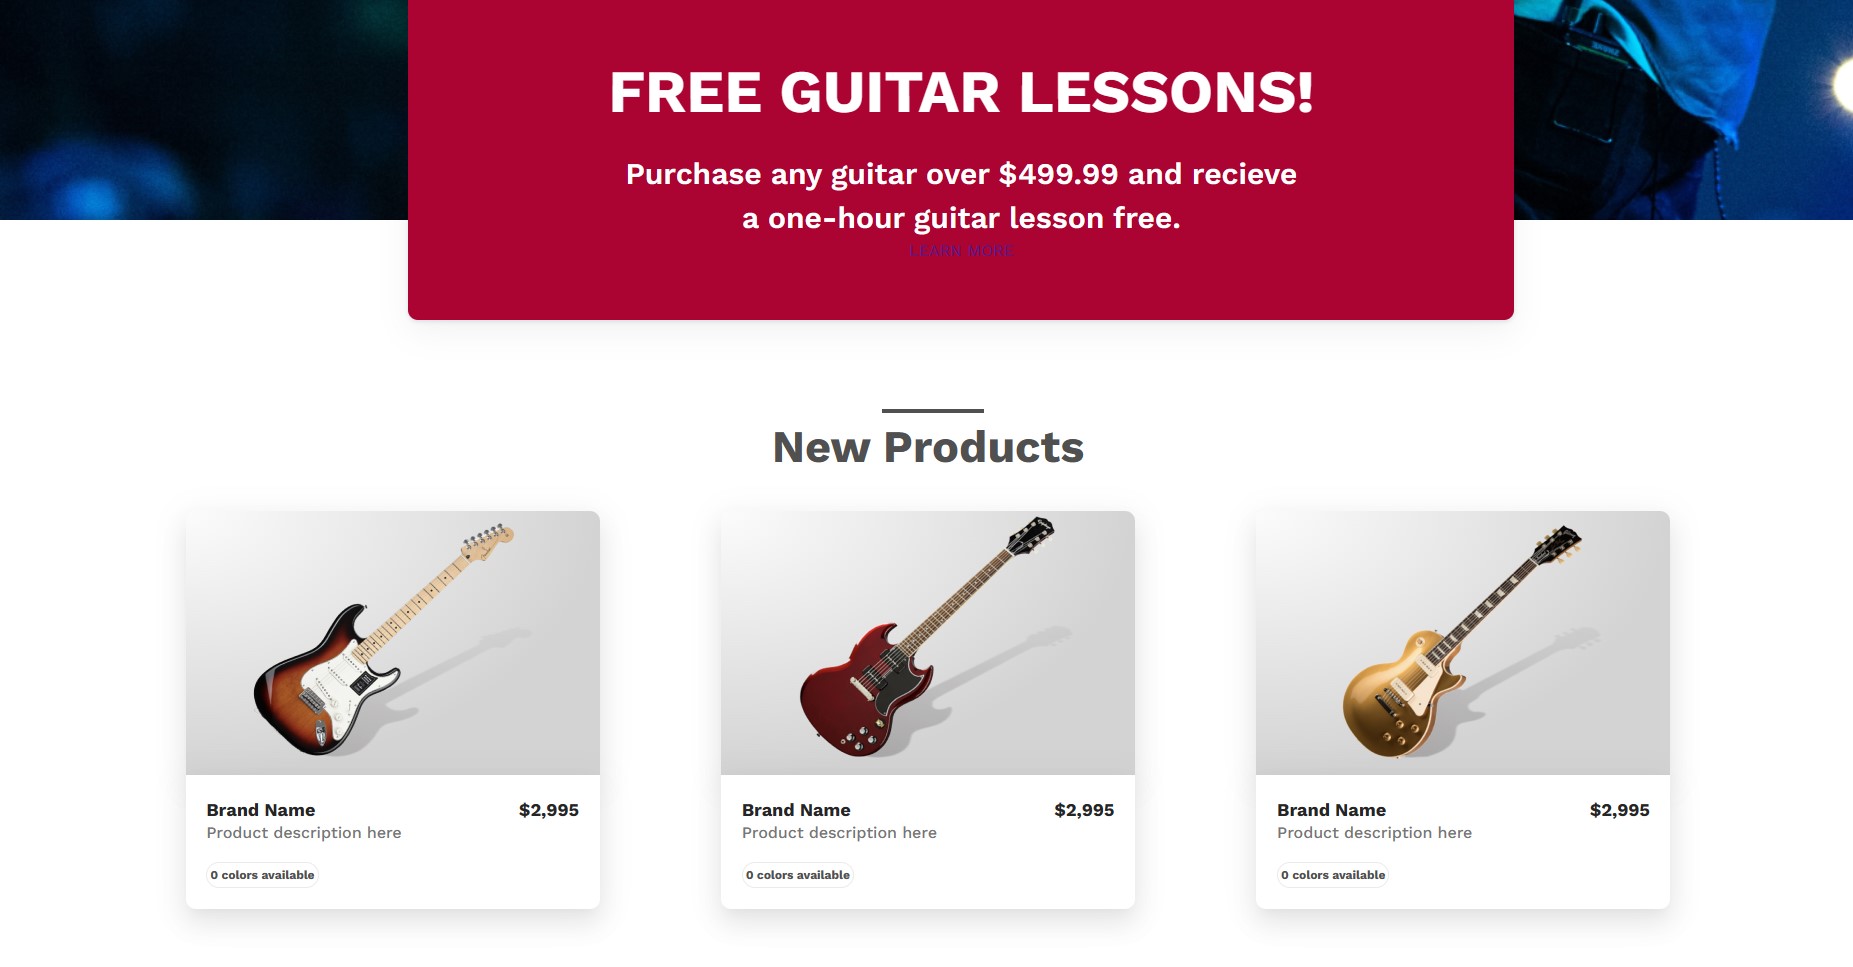 FREE GUITAR LESSONS!
Purchase any guitar over $499.99 and recieve
a one-hour guitar lesson free.
LEARN MORE
New Products
Brand Name $2,995
Product description here
0 colors available
Brand Name $2,995
Product description here
0 colors available
Brand Name $2,995
Product description here
0 colors available